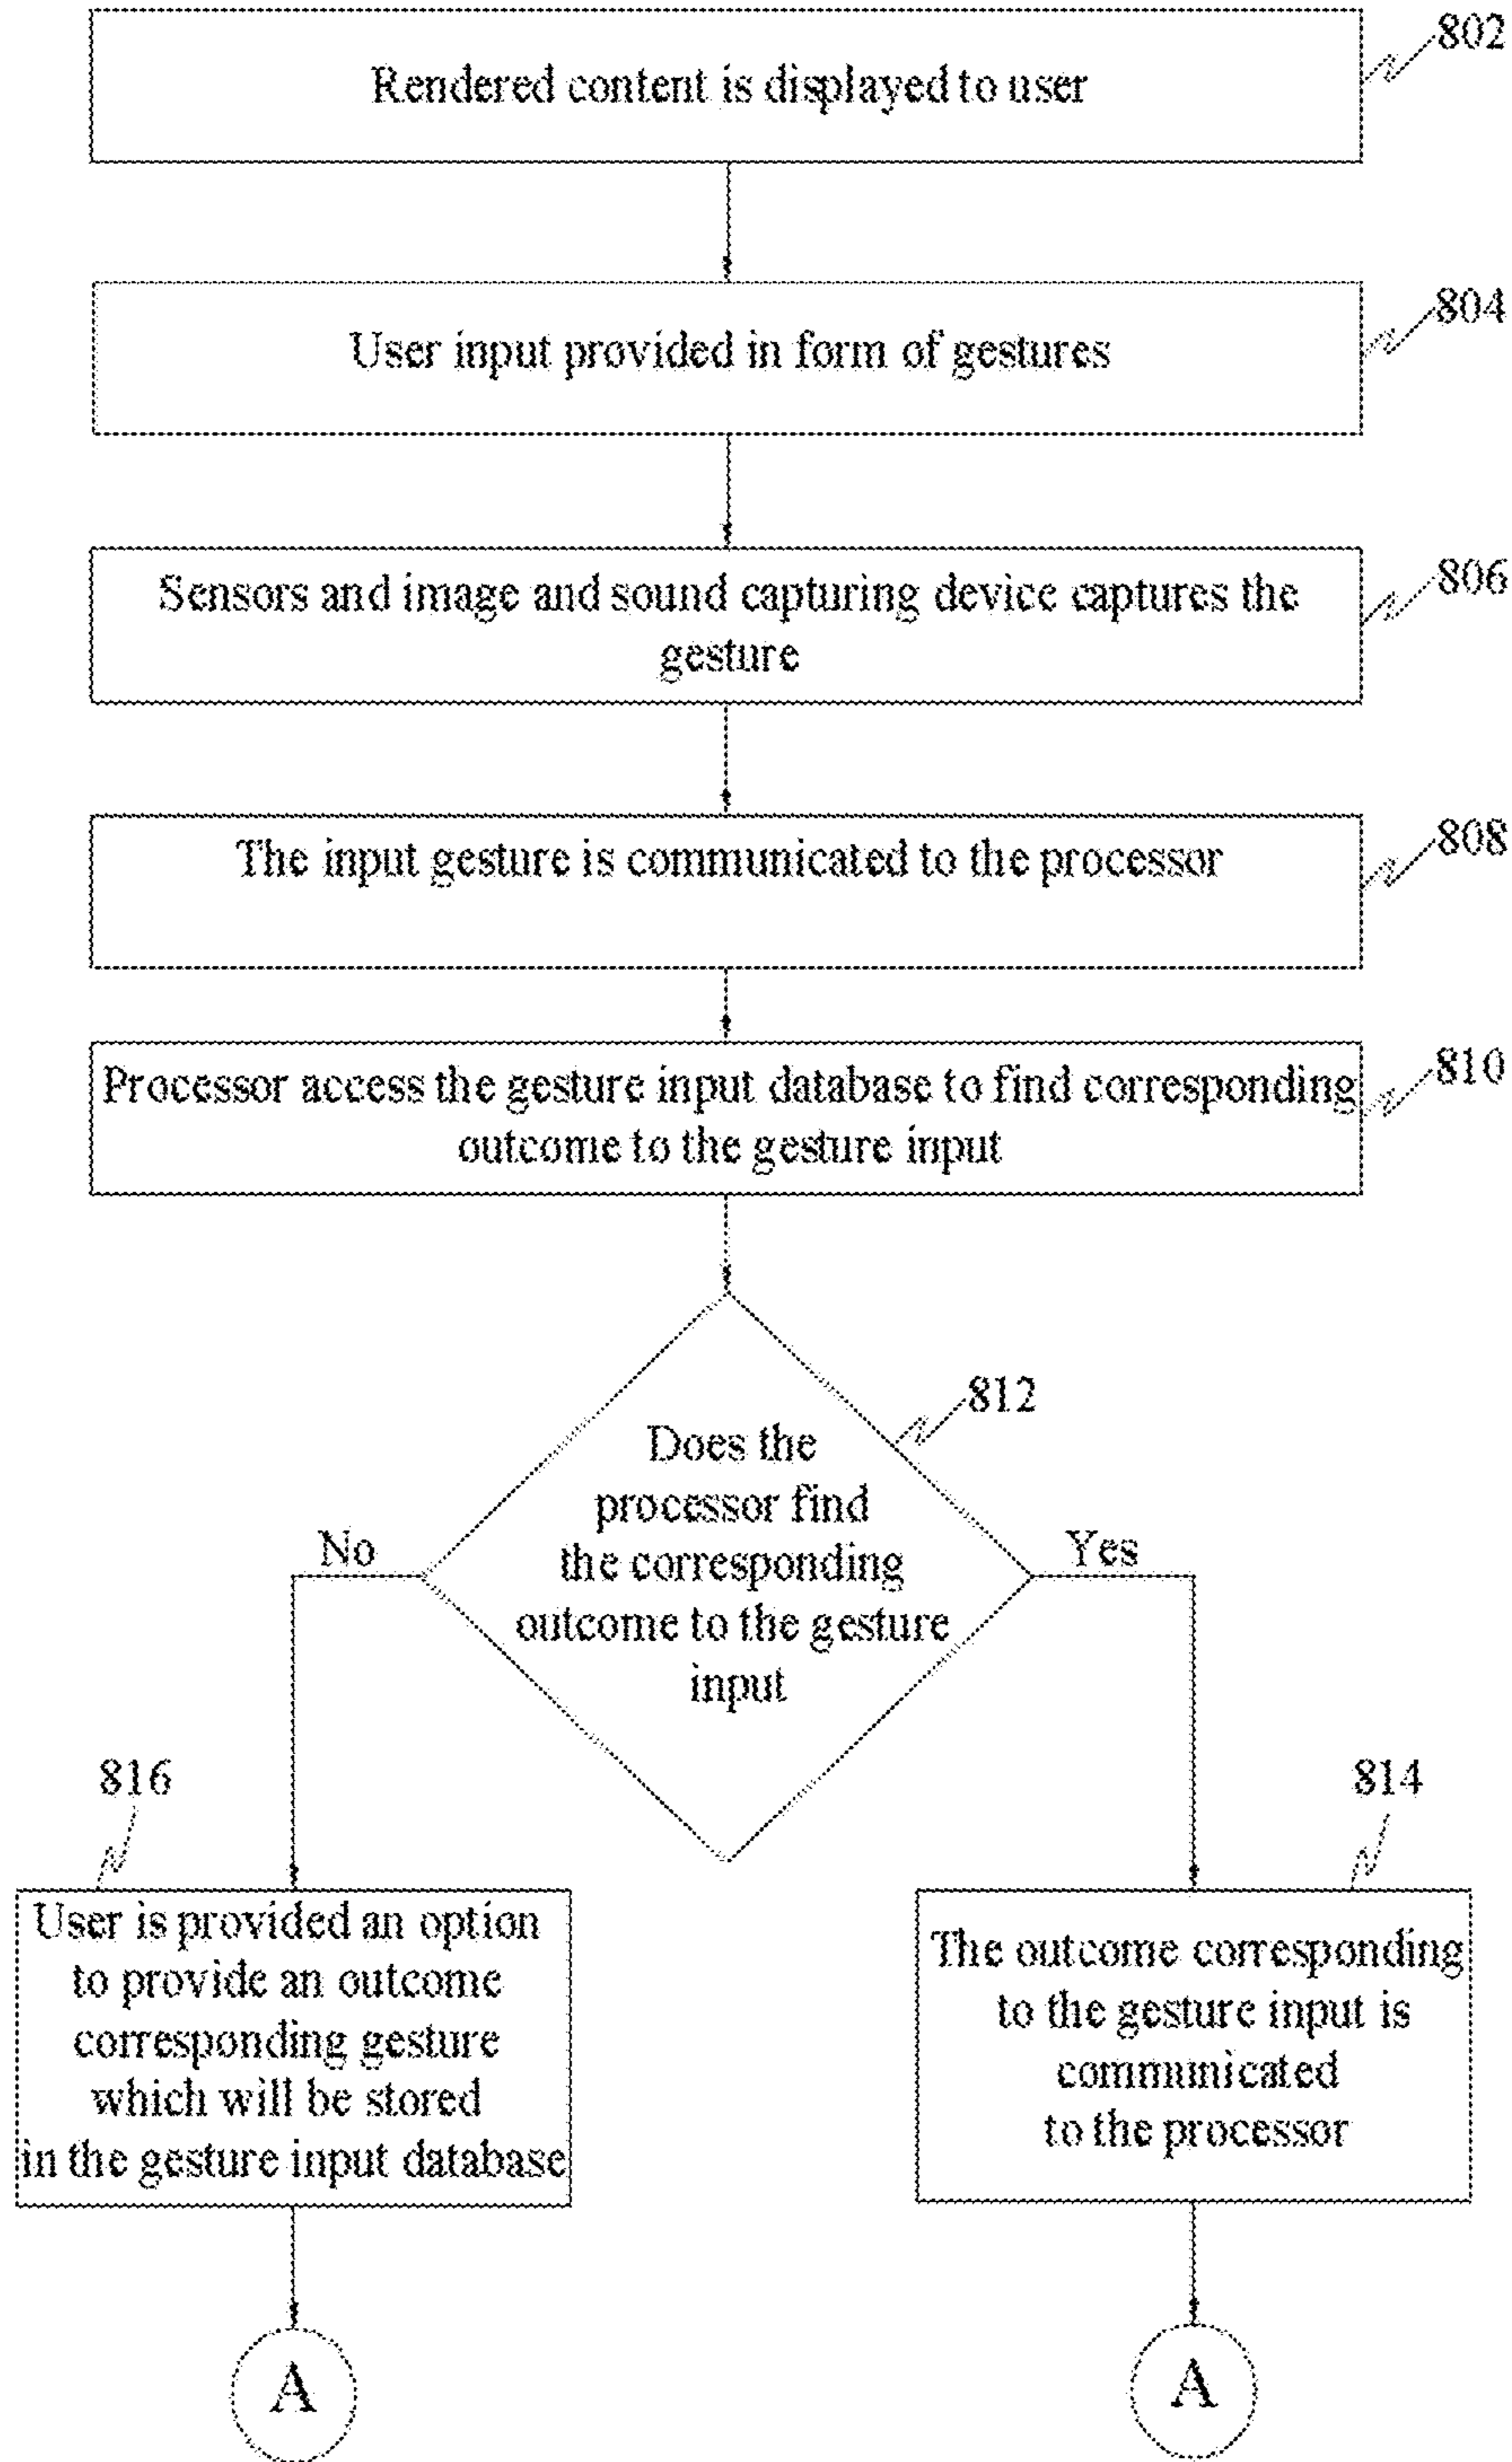 802
Rendered content is displayed to user
804
User input provided in form of gestures
806
Sensors and image and sound capturing device captures the
gesture
808
The input gesture is communicated to the processor
810
Processor access the gesture input database to find corresponding
outcome to the gesture input
812
Does the
processor find
the corresponding
outcome to the gesture
input
No
Yes
816
User is provided an option
to provide an outcome
corresponding gesture
which will be stored
in the gesture input database
814
The outcome corresponding
to the gesture input is
communicated
to the processor
A
A